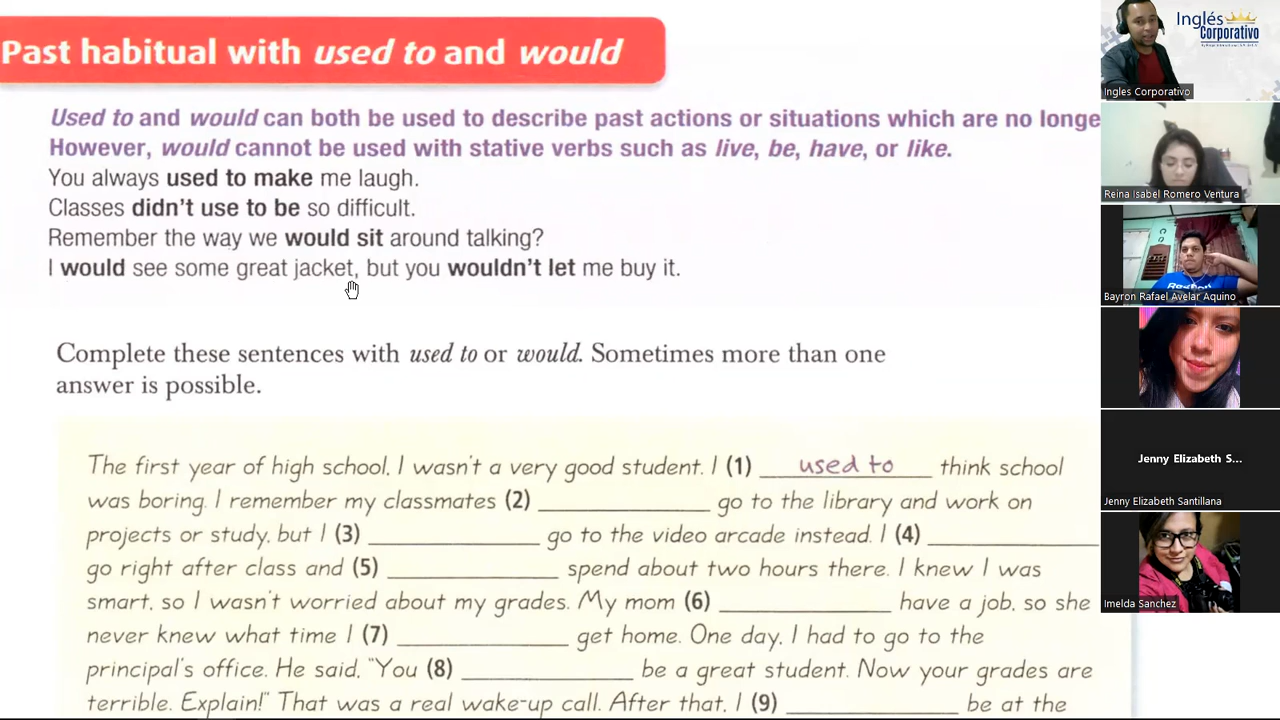 Past habitual with used to and would
Used to and would can both be used to describe past actions or situations which are no longe
However, would cannot be used with stative verbs such as live, be, have, or like.
You always used to make me laugh.
Classes didn't use to be so difficult.
Remember the way we would sit around talking?
I would see some great jacket, but you wouldn't let me buy it.
Complete these sentences with used to or would. Sometimes more than one
answer is possible.
The first year of high school, I wasn't a very good student. I (1) used to think school
was boring. I remember my classmates (2) ____________ go to the library and work on
projects or study, but I (3) ____________ go to the video arcade instead. I (4) ____________
go right after class and (5) ____________ spend about two hours there. I knew I was
smart, so I wasn't worried about my grades. My mom (6) ____________ have a job, so she
never knew what time I (7) ____________ get home. One day, I had to go to the
principal's office. He said, "You (8) ____________ be a great student. Now your grades are
terrible. Explain!" That was a real wake-up call. After that, I (9) ____________ be at the
Inglés
Corporativo
Ingles Corporativo
Reina Isabel Romero Ventura
Bayron Rafael Avelar Aquino
Jenny Elizabeth S...
Jenny Elizabeth Santillana
Imelda Sanchez